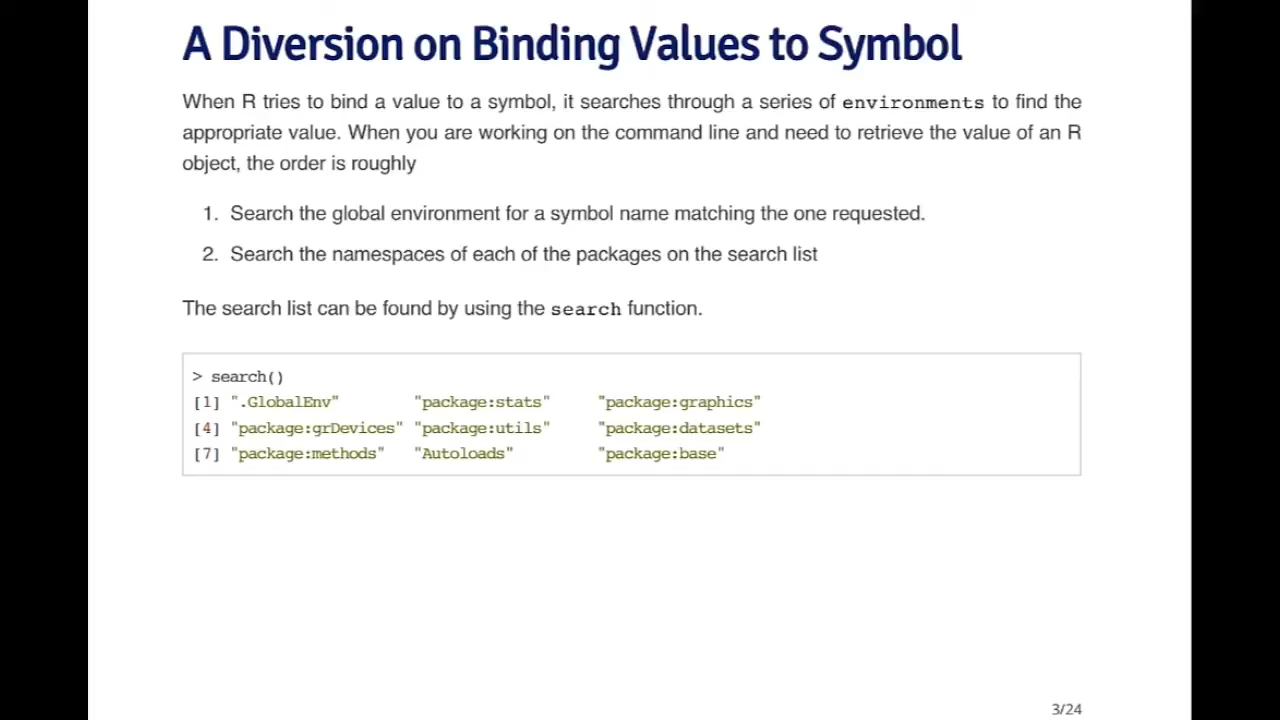 A Diversion on Binding Values to Symbol
When R tries to bind a value to a symbol, it searches through a series of environments to find the
appropriate value. When you are working on the command line and need to retrieve the value of an R
object, the order is roughly
1. Search the global environment for a symbol name matching the one requested.
2. Search the namespaces of each of the packages on the search list
The search list can be found by using the search function.
> search()
[1] ".GlobalEnv" "package:stats" "package:graphics"
[4] "package:grDevices" "package:utils" "package:datasets"
[7] "package:methods" "Autoloads" "package:base"
3/24